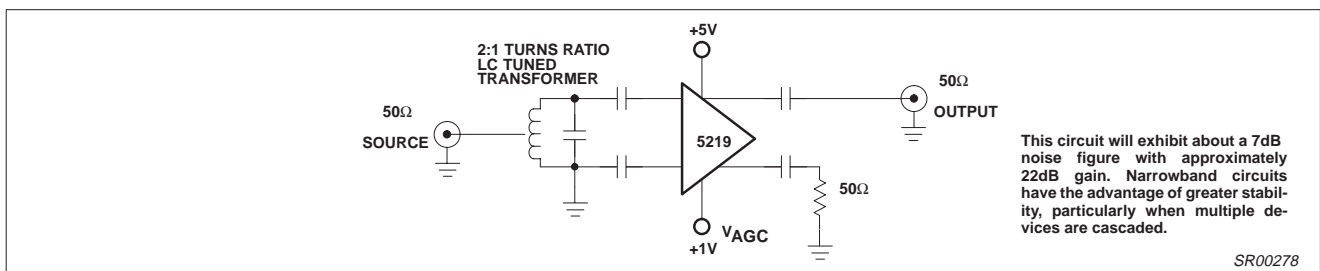 +5V
2:1 TURNS RATIO
LC TUNED
TRANSFORMER
50Ω
SOURCE
5219
50Ω
OUTPUT
50Ω
+1V
VAGC
This circuit will exhibit about a 7dB
noise figure with approximately
22dB gain. Narrowband circuits
have the advantage of greater stabil-
ity, particularly when multiple de-
vices are cascaded.
SR00278